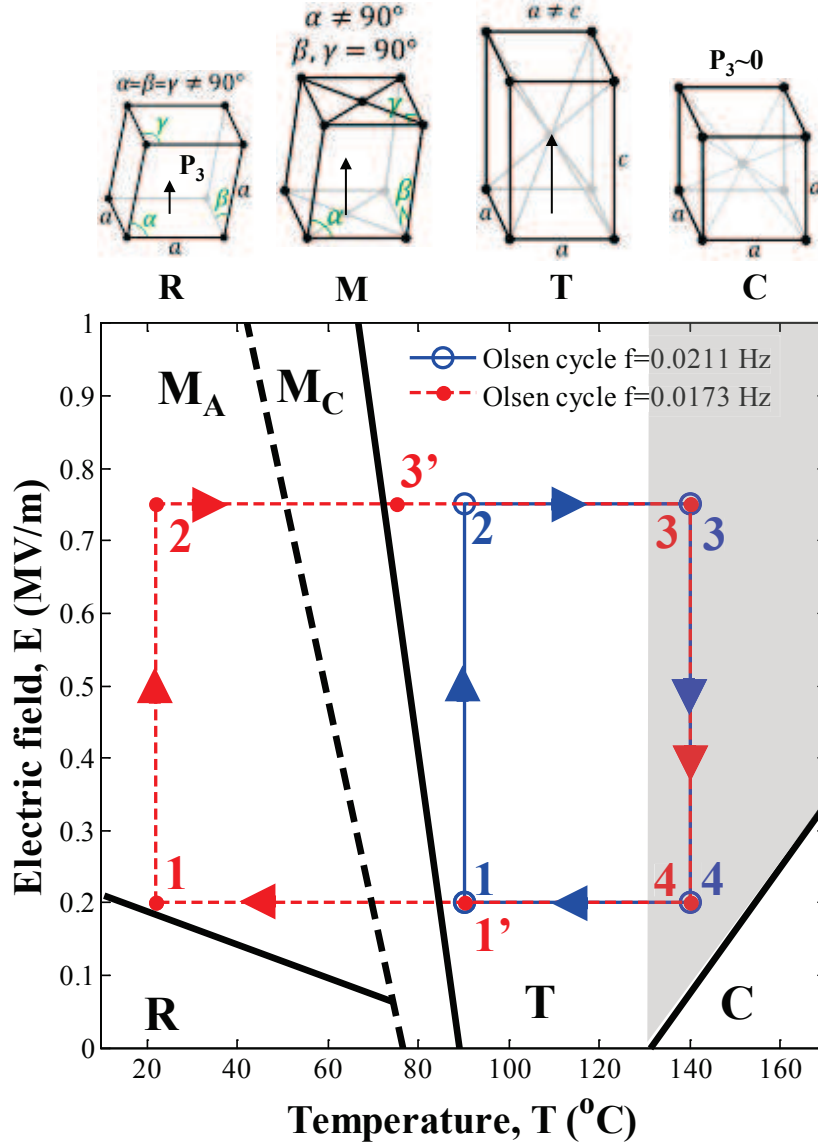 α ≠ 90°
β, γ = 90°
a ≠ c
α=β=γ ≠ 90°
P₃~0
γ
P₃
a
a
α
β
a
γ
α
β
c
a
a
a
a
a
R
M
T
C
1
0.9
0.8
0.7
0.6
0.5
0.4
0.3
0.2
0.1
0
Electric field, E (MV/m)
M_A
M_C
Olsen cycle f=0.0211 Hz
Olsen cycle f=0.0173 Hz
3’
2
2
3
3
1
1
4
4
1’
R
T
C
20
40
60
80
100
120
140
160
Temperature, T (°C)